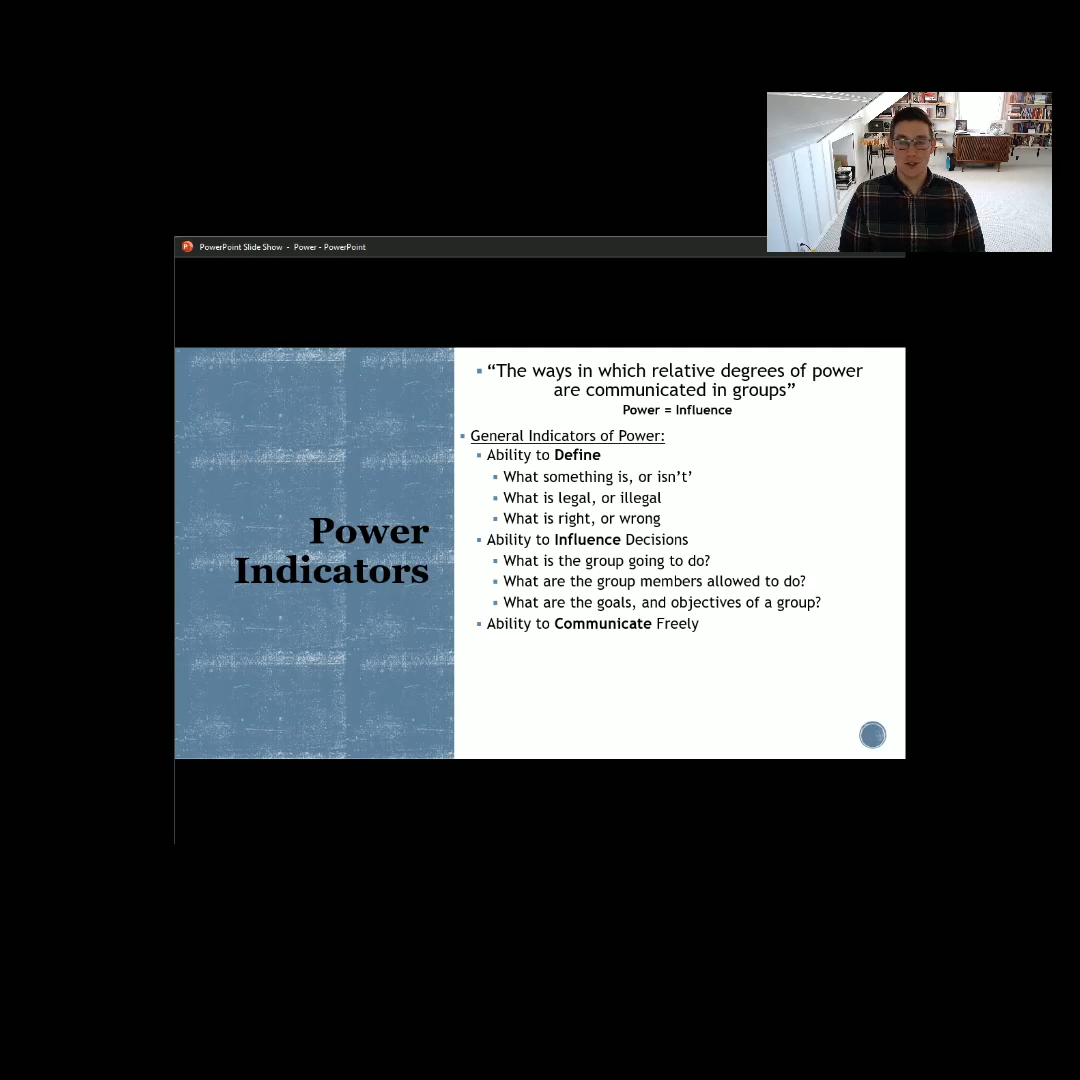 PowerPoint Slide Show - Power - PowerPoint
Power
Indicators
“The ways in which relative degrees of power
are communicated in groups”
Power = Influence
General Indicators of Power:
Ability to Define
What something is, or isn’t’
What is legal, or illegal
What is right, or wrong
Ability to Influence Decisions
What is the group going to do?
What are the group members allowed to do?
What are the goals, and objectives of a group?
Ability to Communicate Freely